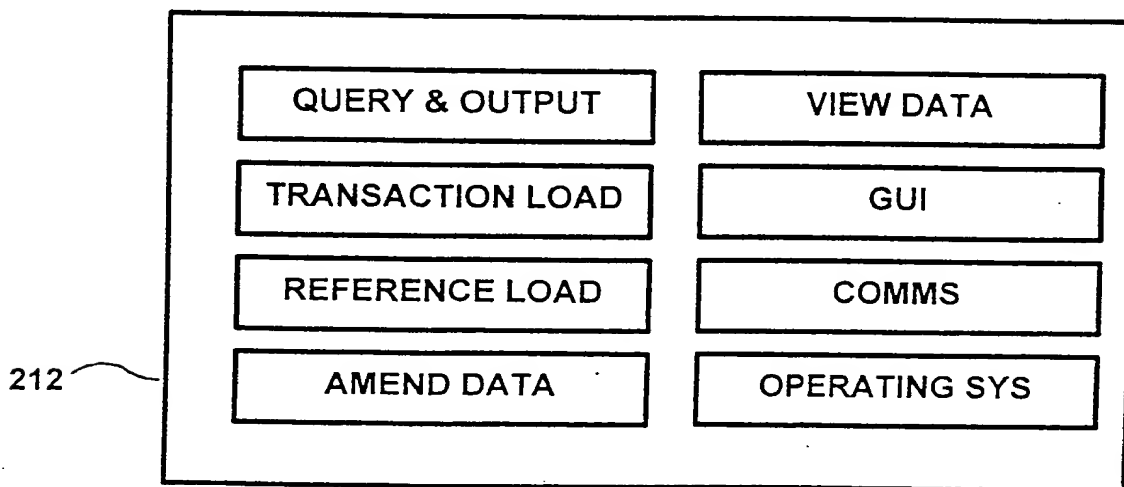 QUERY & OUTPUT
VIEW DATA
TRANSACTION LOAD
GUI
REFERENCE LOAD
COMMS
212
AMEND DATA
OPERATING SYS